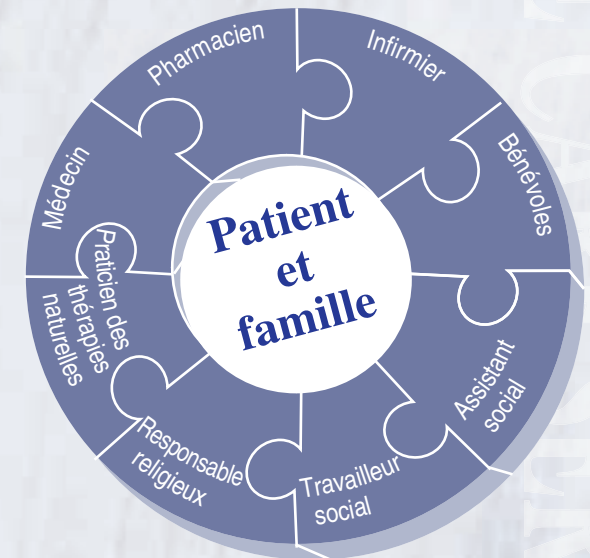 Pharmacien
Infirmier
Bénévoles
Assistant
social
Travailleur
social
Responsable
religieux
Praticien des
thérapies
naturelles
Médecin
Patient
et
famille